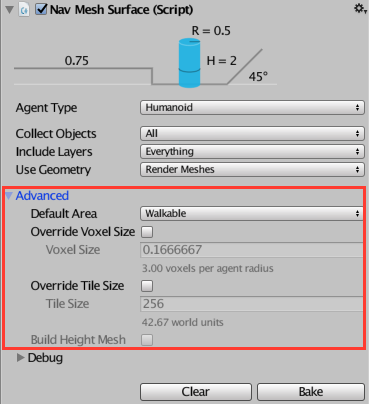 Nav Mesh Surface (Script)
R = 0.5
0.75
H = 2
45°
Agent Type Humanoid
Collect Objects All
Include Layers Everything
Use Geometry Render Meshes
Advanced
Default Area Walkable
Override Voxel Size
Voxel Size 0.1666667
3.00 voxels per agent radius
Override Tile Size
Tile Size 256
42.67 world units
Build Height Mesh
Debug
Clear Bake